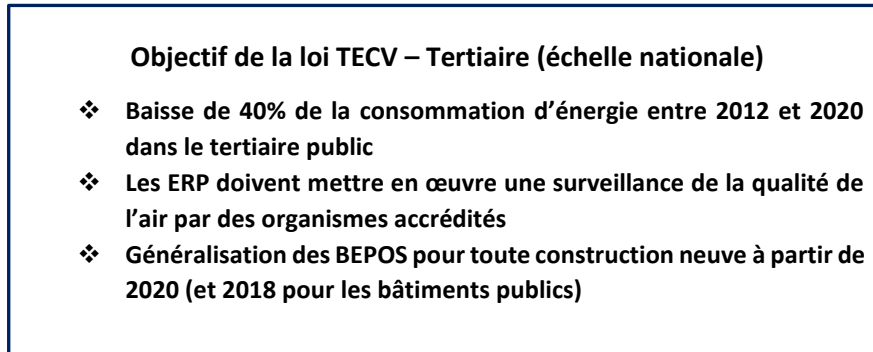 Objectif de la loi TECV – Tertiaire (échelle nationale)
❖ Baisse de 40% de la consommation d’énergie entre 2012 et 2020
dans le tertiaire public
❖ Les ERP doivent mettre en œuvre une surveillance de la qualité de
l’air par des organismes accrédités
❖ Généralisation des BEPOS pour toute construction neuve à partir de
2020 (et 2018 pour les bâtiments publics)